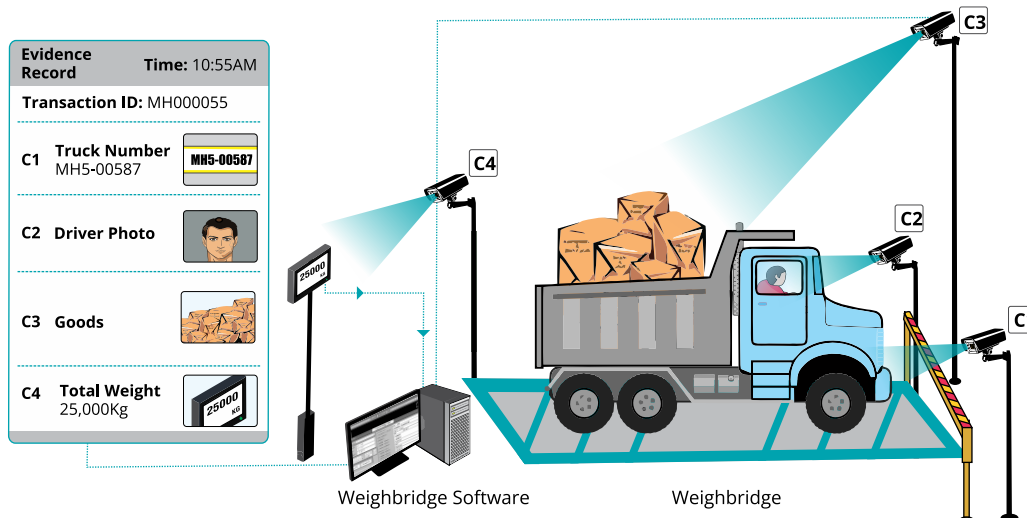 Evidence
Record
Time: 10:55AM
Transaction ID: MH000055
C1
Truck Number
MH5-00587
MH5-00587
C2
Driver Photo
C3
Goods
C4
Total Weight
25,000Kg
25000
KG
25000
KG
C4
C3
C2
C
Weighbridge Software
Weighbridge